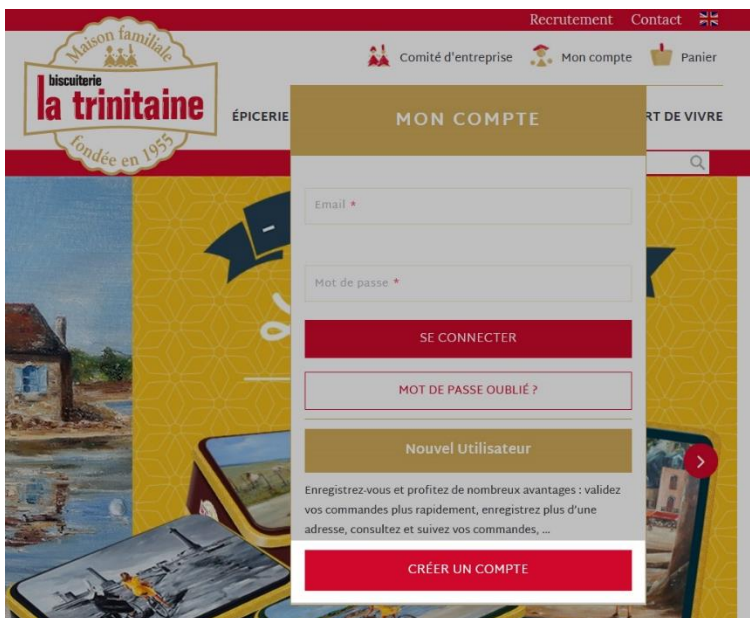 Recrutement Contact
Comité d'entreprise Mon compte Panier
Maison familiale
biscuiterie
la trinitaine
fondée en 1955
ÉPICERIE
RT DE VIVRE
MON COMPTE
Email *
Mot de passe *
SE CONNECTER
MOT DE PASSE OUBLIÉ ?
Nouvel Utilisateur
Enregistrez-vous et profitez de nombreux avantages : validez
vos commandes plus rapidement, enregistrez plus d'une
adresse, consultez et suivez vos commandes, ...
CRÉER UN COMPTE